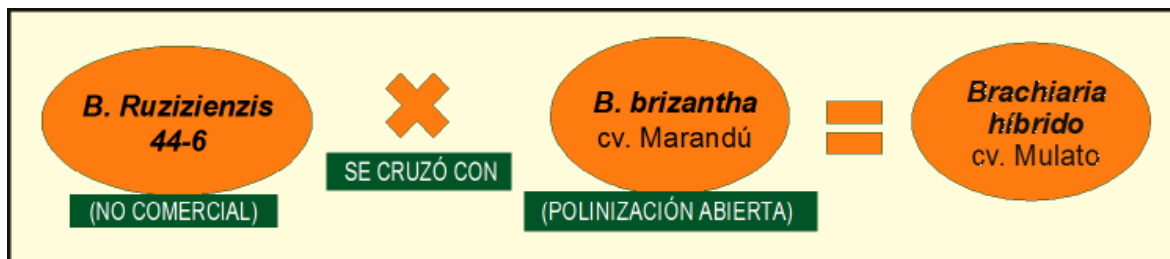 B. Ruzizienzis
44-6
(NO COMERCIAL)
SE CRUZÓ CON
B. brizantha
cv. Marandú
(POLINIZACIÓN ABIERTA)
Brachiaria
híbrido
cv. Mulato